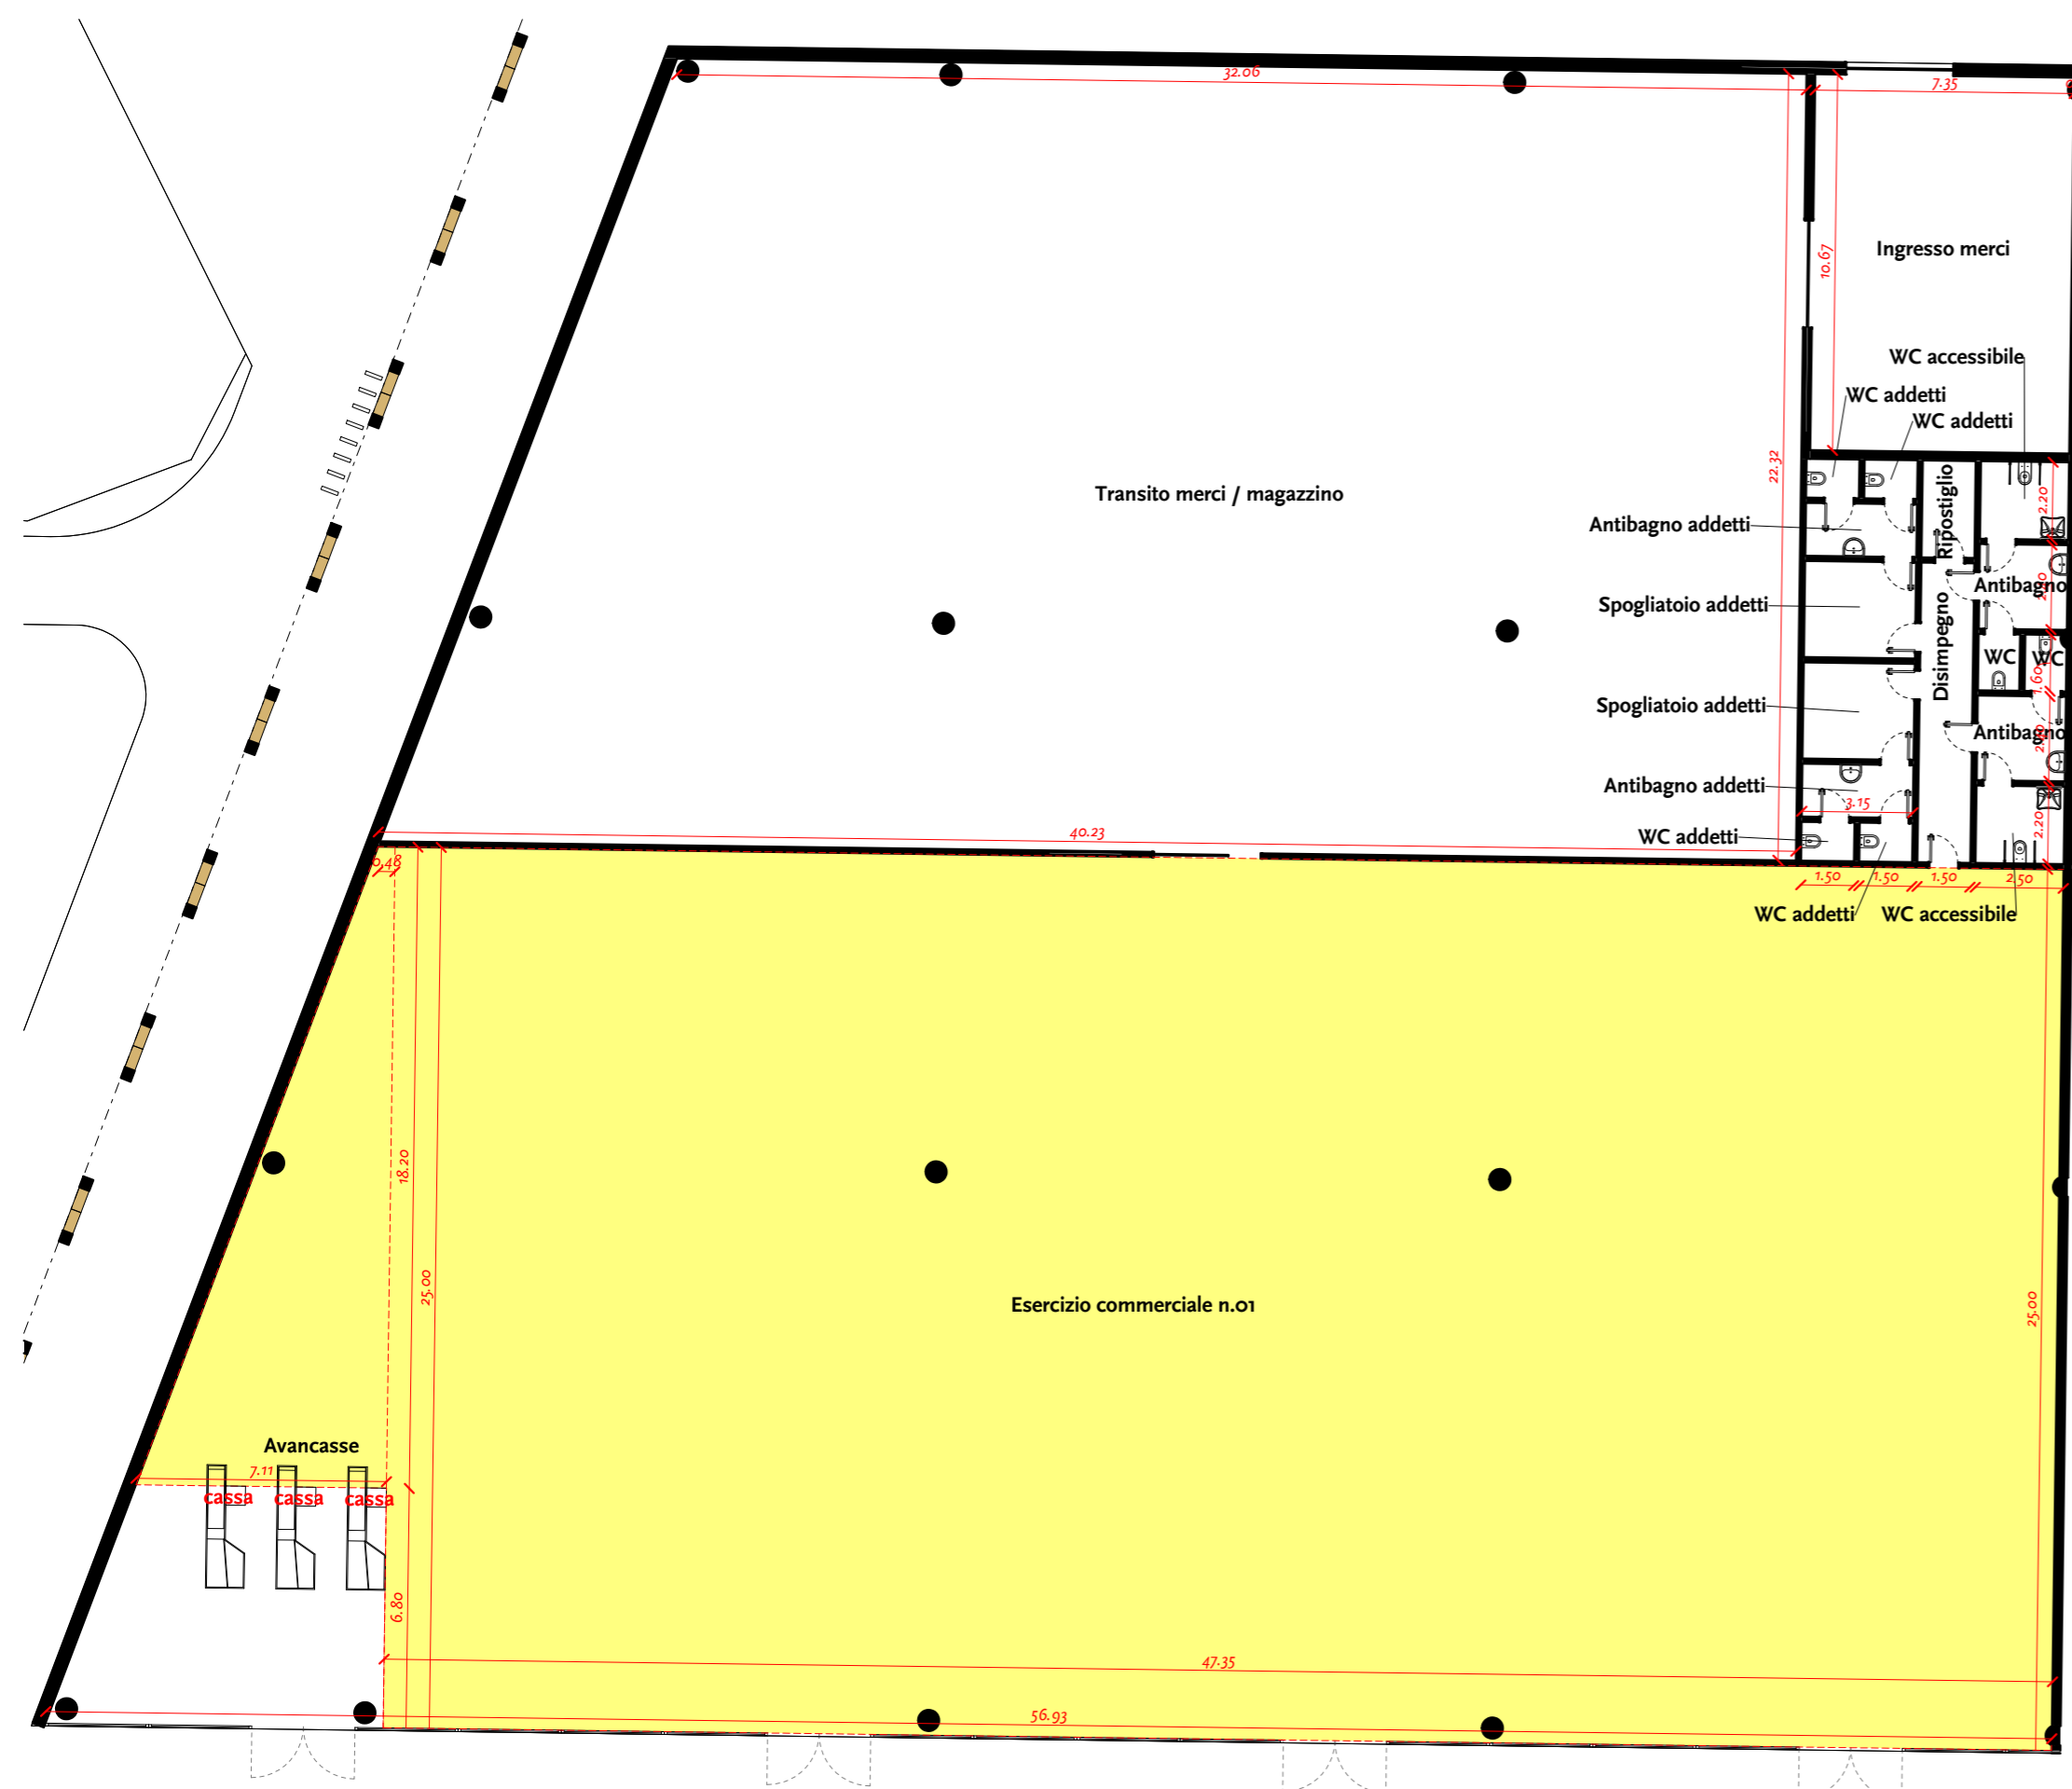 32.06
7.35
10.67
Ingresso merci
WC accessibile
WC addetti
WC addetti
22.32
Transito merci / magazzino
Ripostiglio
2.20
Antibagno addetti
Antibagno
Spogliatoio addetti
Disimpegno
WC
WC
1.60
Spogliatoio addetti
Antibagno
Antibagno addetti
3.15
2.20
40.23
WC addetti
0.48
1.50
1.50
1.50
2.50
WC addetti
WC accessibile
18.20
25.00
Esercizio commerciale n.01
25.00
Avancasse
7.11
cassa
cassa
cassa
6.80
47.35
56.93